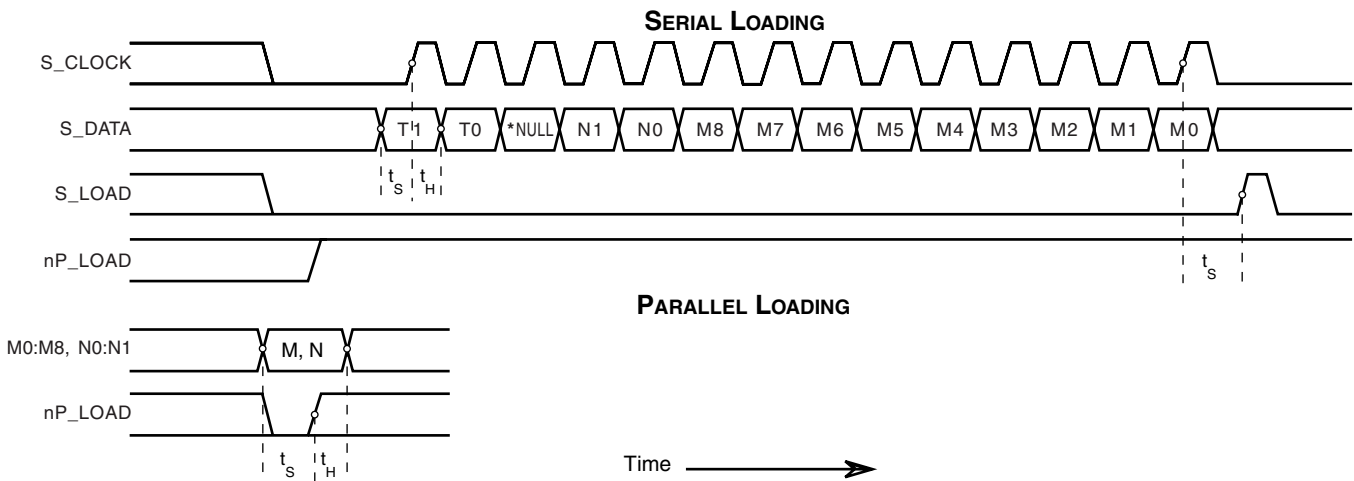 SERIAL LOADING
S_CLOCK
S_DATA T1 T0 *NULL N1 N0 M8 M7 M6 M5 M4 M3 M2 M1 M0
tS tH
S_LOAD
nP_LOAD
tS
PARALLEL LOADING
M0:M8, N0:N1 M, N
nP_LOAD
tS tH
Time